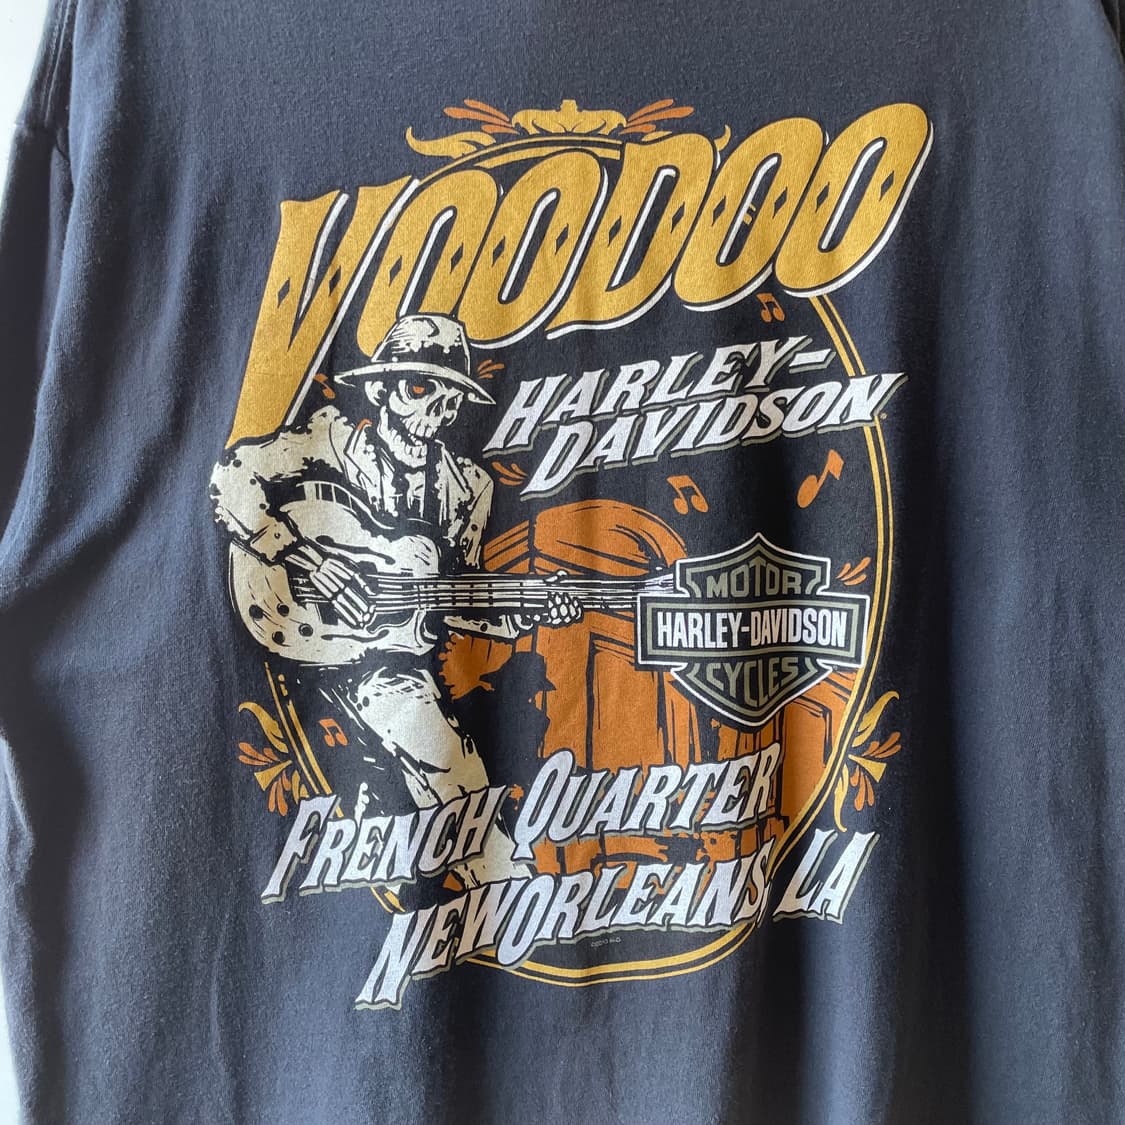 VOODOO
HARLEY-
DAVIDSON
MOTOR
HARLEY-DAVIDSON
CYCLES
FRENCH QUARTER
NEW ORLEANS, LA